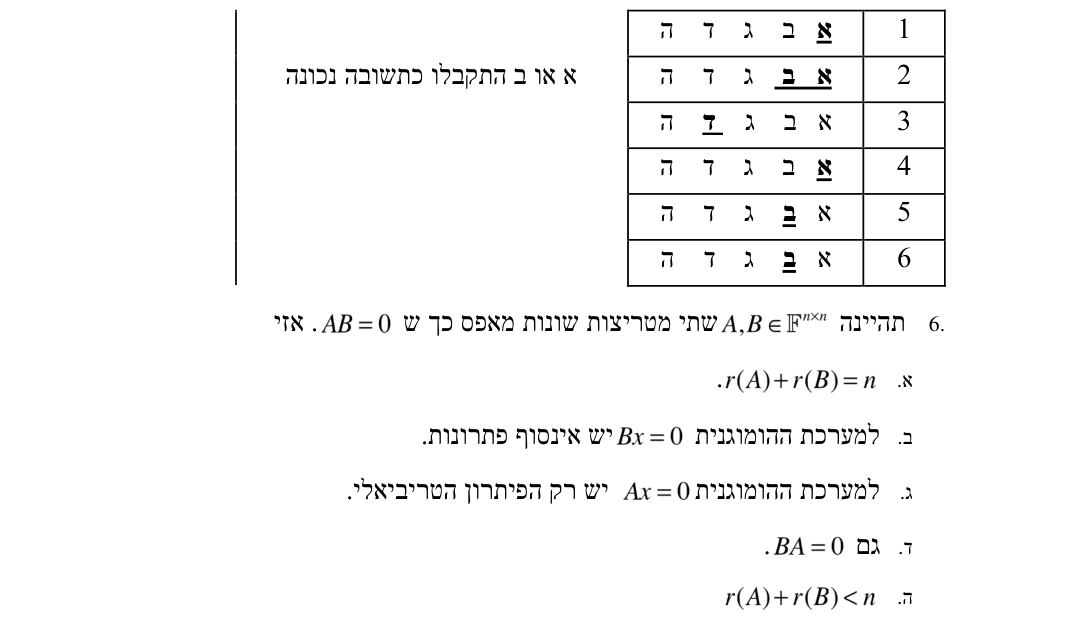 1 א ב ג ד ה
2 א ב ג ד ה א או ב התקבלו כתשובה נכונה
3 א ב ג ד ה
4 א ב ג ד ה
5 א ב ג ד ה
6 א ב ג ד ה
6. תהיינה A,B ∈ 𝔽ⁿˣⁿ שתי מטריצות שונות מאפס כך ש AB = 0 . אזי
א. r(A)+r(B) = n.
ב. למערכת ההומוגנית Bx = 0 יש אינסוף פתרונות.
ג. למערכת ההומוגנית Ax = 0 יש רק הפיתרון הטריביאלי.
ד. גם BA = 0 .
ה. r(A)+r(B) < n